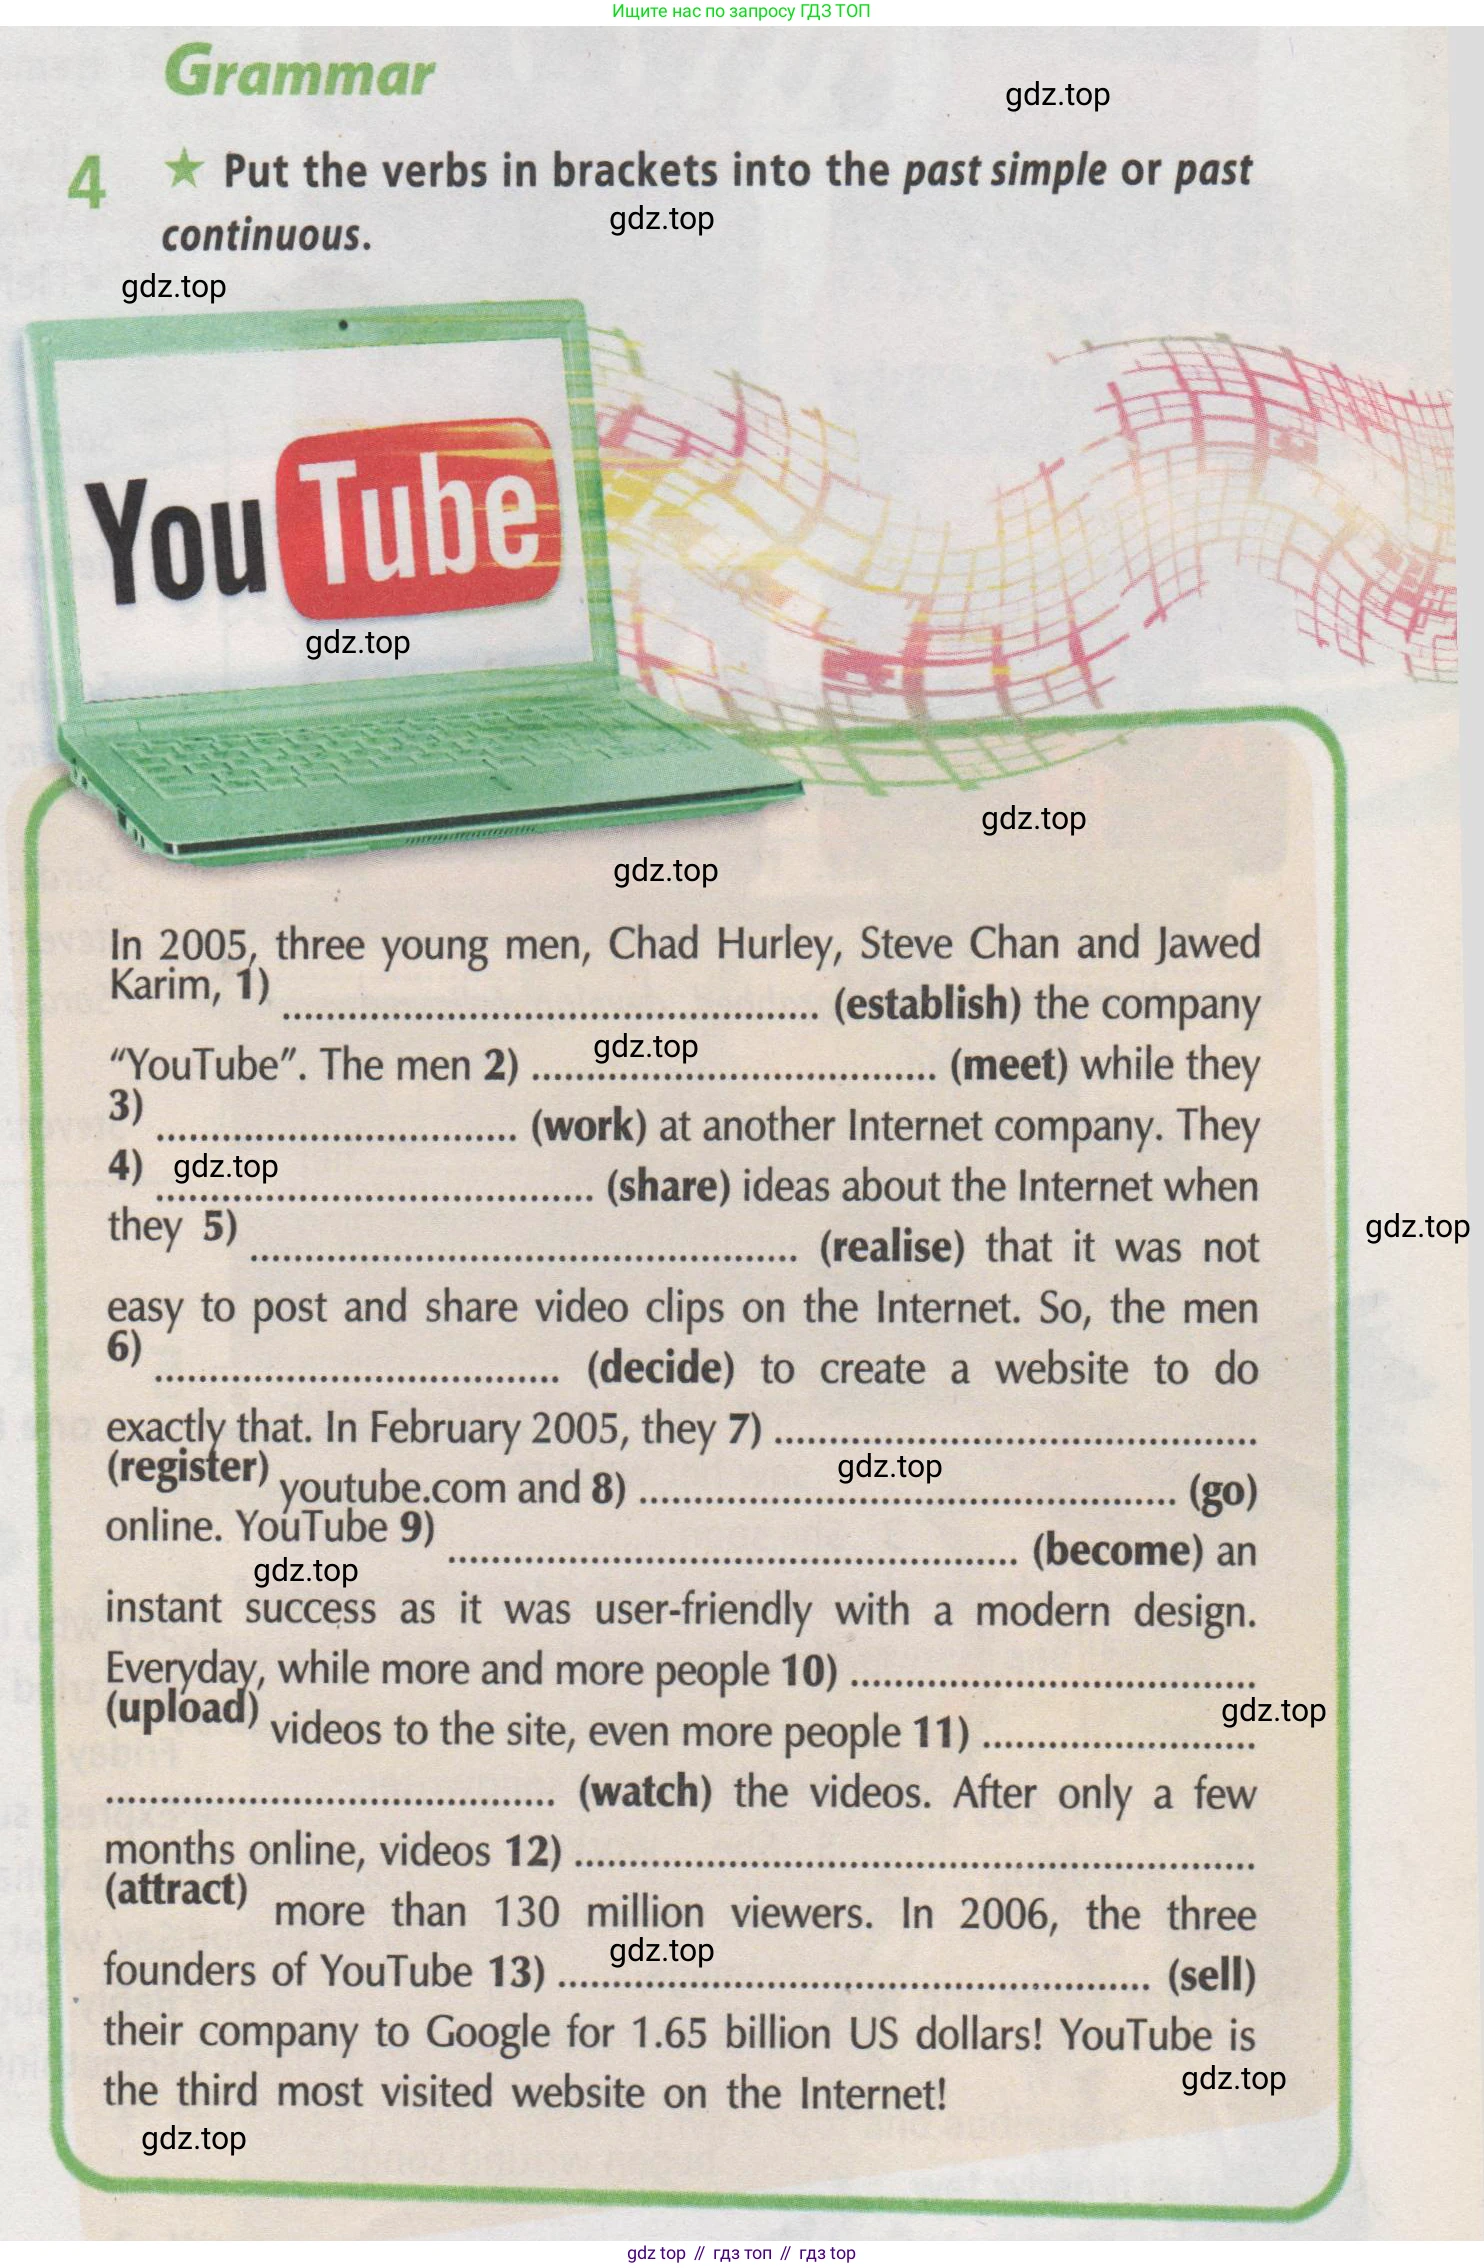 Ищите нас по запросу ГДЗ ТОП
Grammar
gdz.top
4 ★ Put the verbs in brackets into the past simple or past
continuous.
gdz.top
gdz.top
YouTube
gdz.top
gdz.top
gdz.top
In 2005, three young men, Chad Hurley, Steve Chan and Jawed
Karim, 1) ................................................. (establish) the company
gdz.top
“YouTube”. The men 2) ..................................... (meet) while they
3) ................................. (work) at another Internet company. They
4) ........................................ (share) ideas about the Internet when
gdz.top
they 5) .................................................. (realise) that it was not
gdz.top
easy to post and share video clips on the Internet. So, the men
6) ..................................... (decide) to create a website to do
exactly that. In February 2005, they 7) ............................................
(register) youtube.com and 8) ................................................. (go)
gdz.top
online. YouTube 9) .................................................... (become) an
gdz.top
instant success as it was user-friendly with a modern design.
Everyday, while more and more people 10) .....................................
(upload) videos to the site, even more people 11) .........................
gdz.top
......................................... (watch) the videos. After only a few
months online, videos 12) ..............................................................
(attract) more than 130 million viewers. In 2006, the three
gdz.top
founders of YouTube 13) ...................................................... (sell)
their company to Google for 1.65 billion US dollars! YouTube is
the third most visited website on the Internet!
gdz.top
gdz.top
gdz top // гдз топ // гдз top